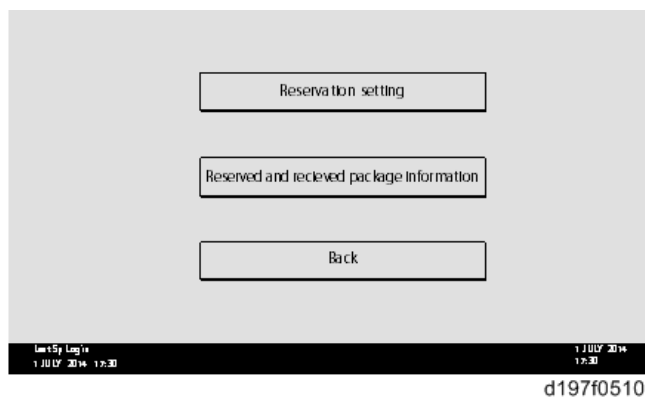 Reservation setting
Reserved and recieved package information
Back
Last Sp Login
1 JULY 2014 17:30
1 JULY 2014
17:30
d197f0510